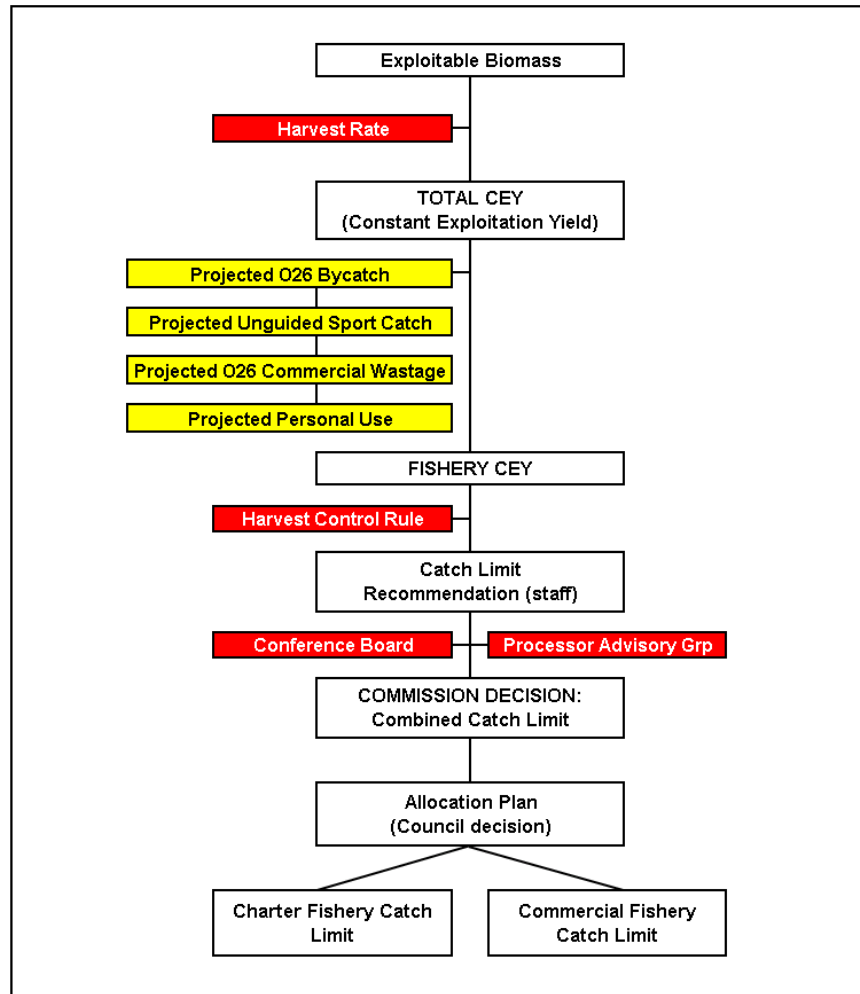 Exploitable Biomass
Harvest Rate
TOTAL CEY
(Constant Exploitation Yield)
Projected O26 Bycatch
Projected Unguided Sport Catch
Projected O26 Commercial Wastage
Projected Personal Use
FISHERY CEY
Harvest Control Rule
Catch Limit
Recommendation (staff)
Conference Board
Processor Advisory Grp
COMMISSION DECISION:
Combined Catch Limit
Allocation Plan
(Council decision)
Charter Fishery Catch
Limit
Commercial Fishery
Catch Limit